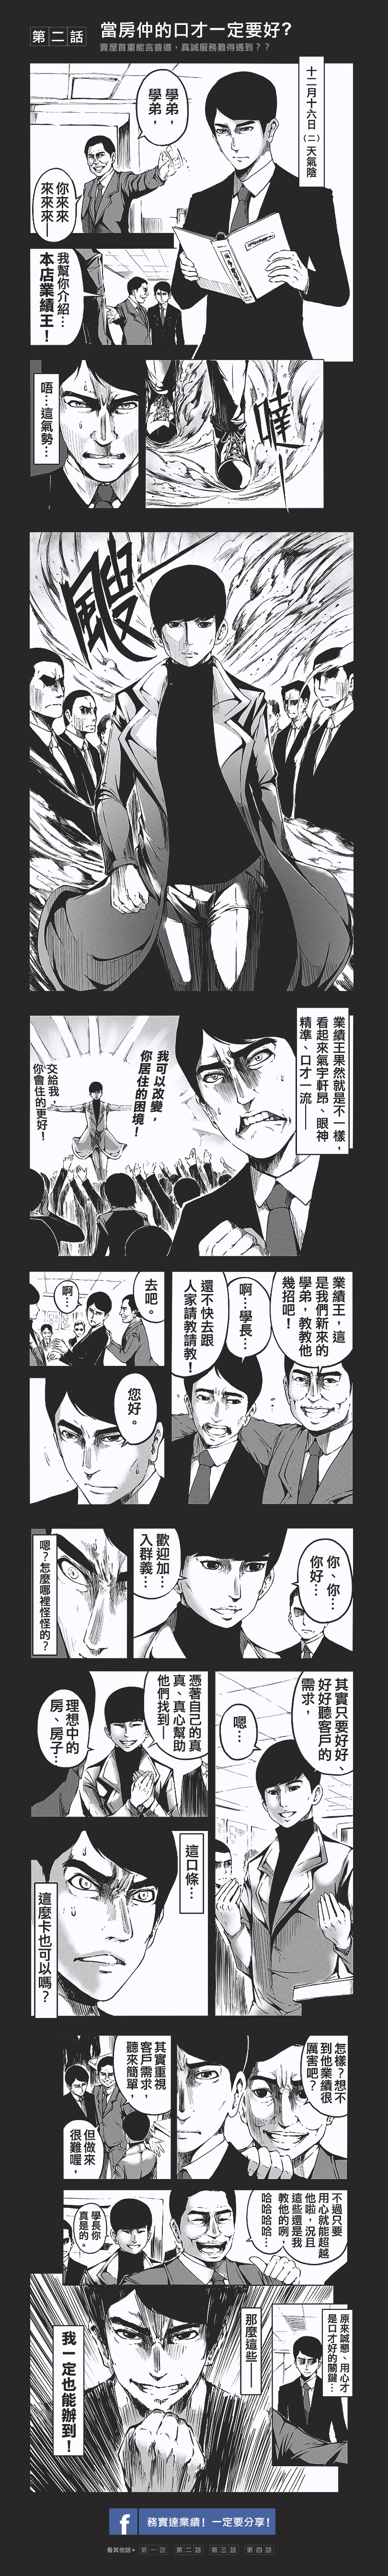 第二話
當房仲的口才一定要好?
賣屋首重能言善道，真誠服務難得遇到？？
十二月十六日（二）天氣陰
學弟，
學弟，
你來來
來來來——
我幫你介紹…
本店業績王！
噠
唔…這氣勢…
颼
業績王果然就是不一樣，
看起來氣宇軒昂、眼神
精準、口才一流——
我可以改變，
你居住的困境！
交給我，
你會住的更好！
業績王，這
是我們新來的
學弟，教教他
幾招吧！
啊…學長…
還不快去跟
人家請教請教！
去吧。
啊…
您好。
你、你…
你好…
歡迎加…
入群義…
嗯？怎麼哪裡怪怪的？
其實只要好好、
好好聽客戶的
需求，
嗯…
憑著自己的真
真、真心幫助
他們找到—
理想中的
房、房子…
這口條…
這麼卡也可以嗎？
怎樣？想不
到他業績很
厲害吧？
其實重視
客戶需求，
聽來簡單，
但做來
很難喔，
不過只要
用心就能超越
他啦，況且
這些還是我
教他的咧，
哈哈哈哈…
學長你
真是的。
原來誠懇、用心才
是口才好的關鍵…
那麼這些——
我一定也能辦到！
f 務實達業績！一定要分享！
看其他話▸ 第一話 第二話 第三話 第四話